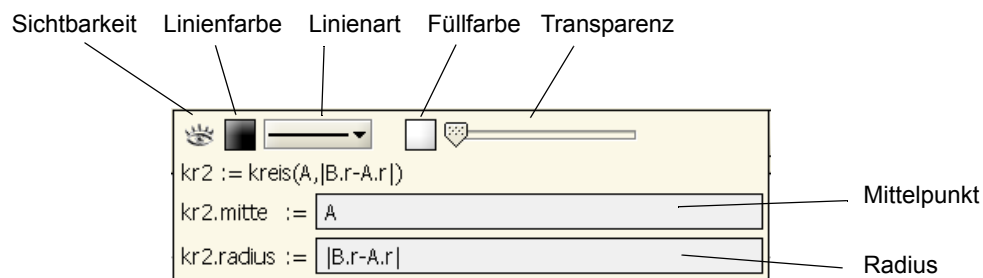 Sichtbarkeit Linienfarbe Linienart Füllfarbe Transparenz
kr2 := kreis(A,|B.r-A.r|)
kr2.mitte := A
Mittelpunkt
kr2.radius := |B.r-A.r|
Radius